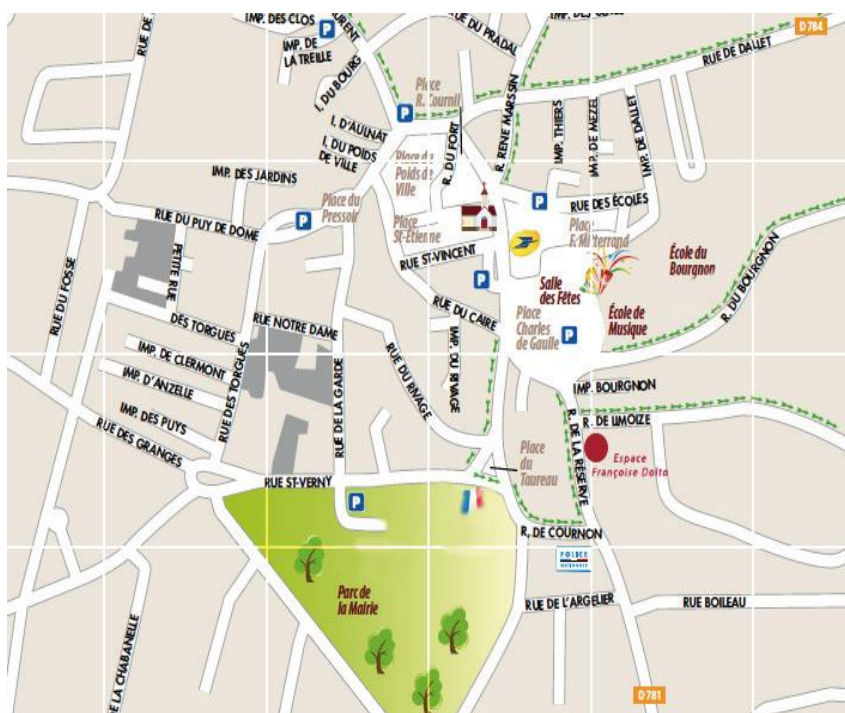 IMP. DES CLOS
RUE DU PRADAL
D784
RUE DE
IMP. DE
LA TREILLE
I. DU BOURG
RUE DE DALLET
Place
R. Cournil
R. RENE MARSSIN
I. D'AULNAT
I. DU POIDS
DE VILLE
R. DU FORT
IMP. THIERS
IMP. DE MEZEL
IMP. DE DALLET
Place du
Poids de
Ville
IMP. DES JARDINS
Place du
Pressoir
RUE DU PUY DE DOME
Place
St-Etienne
RUE DES ÉCOLES
Place
F. Mitterrand
RUE ST-VINCENT
École du
Bourgnon
PETITE RUE
RUE DU FOSSE
Salle
des Fêtes
R. DU BOURGNON
RUE DU CAIRE
Place
Charles
de Gaulle
École de
Musique
DES TORGUES
RUE NOTRE DAME
IMP. DE CLERMONT
IMP. D'ANZELLE
IMP. DES PUYS
RUE DES GRANGES
RUE DES TORGUES
RUE DE LA GARDE
RUE DU RIVAGE
IMP. DU RIVAGE
IMP. BOURGNON
R. DE LIMOIZE
R. DE LA RÉSERVE
Espace
Françoise Dolto
Place
du
Taureau
RUE ST-VERNY
R. DE COURNON
POLICE
Parc de
la Mairie
RUE DE L'ARGELIER
RUE BOILEAU
DE LA CHABANELLE
D781
P
P
P
P
P
P
P